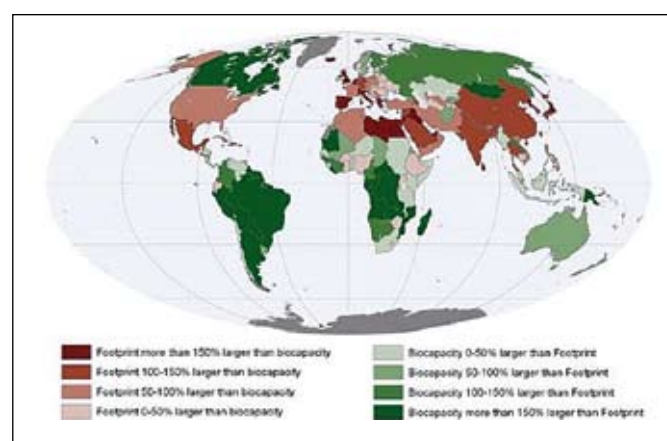 Footprint more than 150% larger than biocapacity
Footprint 100-150% larger than biocapacity
Footprint 50-100% larger than biocapacity
Footprint 0-50% larger than biocapacity
Biocapacity 0-50% larger than Footprint
Biocapacity 50-100% larger than Footprint
Biocapacity 100-150% larger than Footprint
Biocapacity more than 150% larger than Footprint